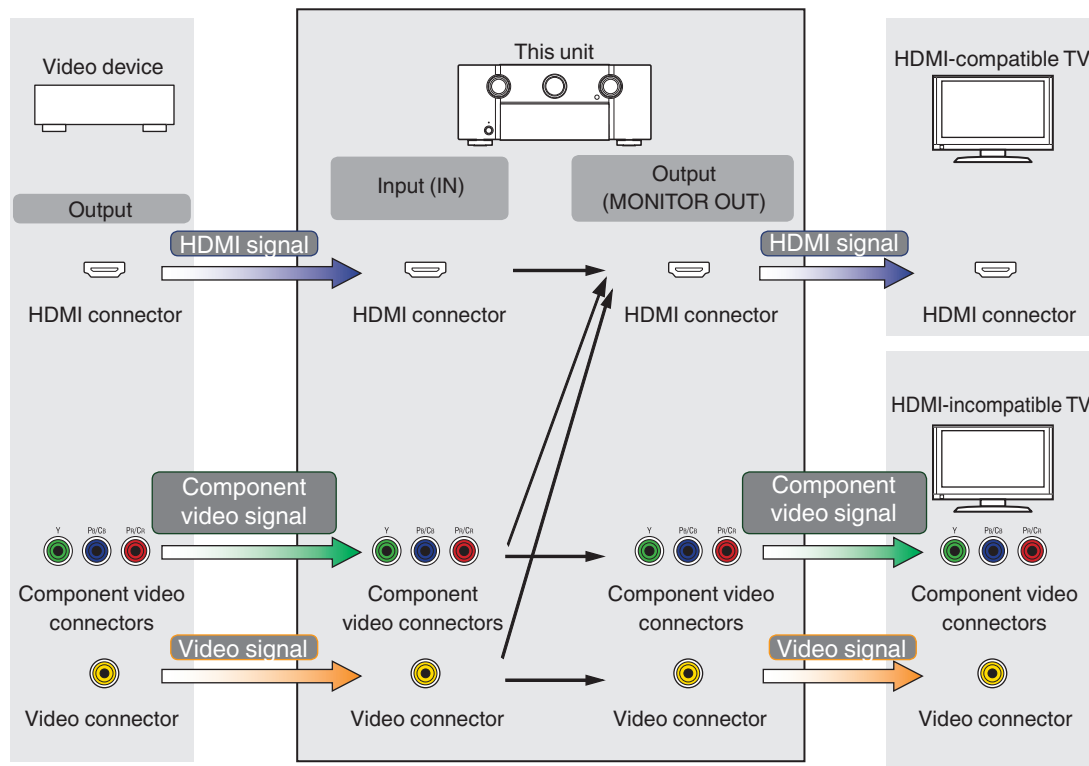 Video device
This unit
HDMI-compatible TV
Output
Input (IN)
Output
(MONITOR OUT)
HDMI signal
HDMI signal
HDMI connector
HDMI connector
HDMI connector
HDMI connector
HDMI-incompatible TV
Component
video signal
Component
video signal
Y PB/CB PR/CR
Y PB/CB PR/CR
Y PB/CB PR/CR
Y PB/CB PR/CR
Component video
connectors
Component
video connectors
Component video
connectors
Component video
connectors
Video signal
Video signal
Video connector
Video connector
Video connector
Video connector